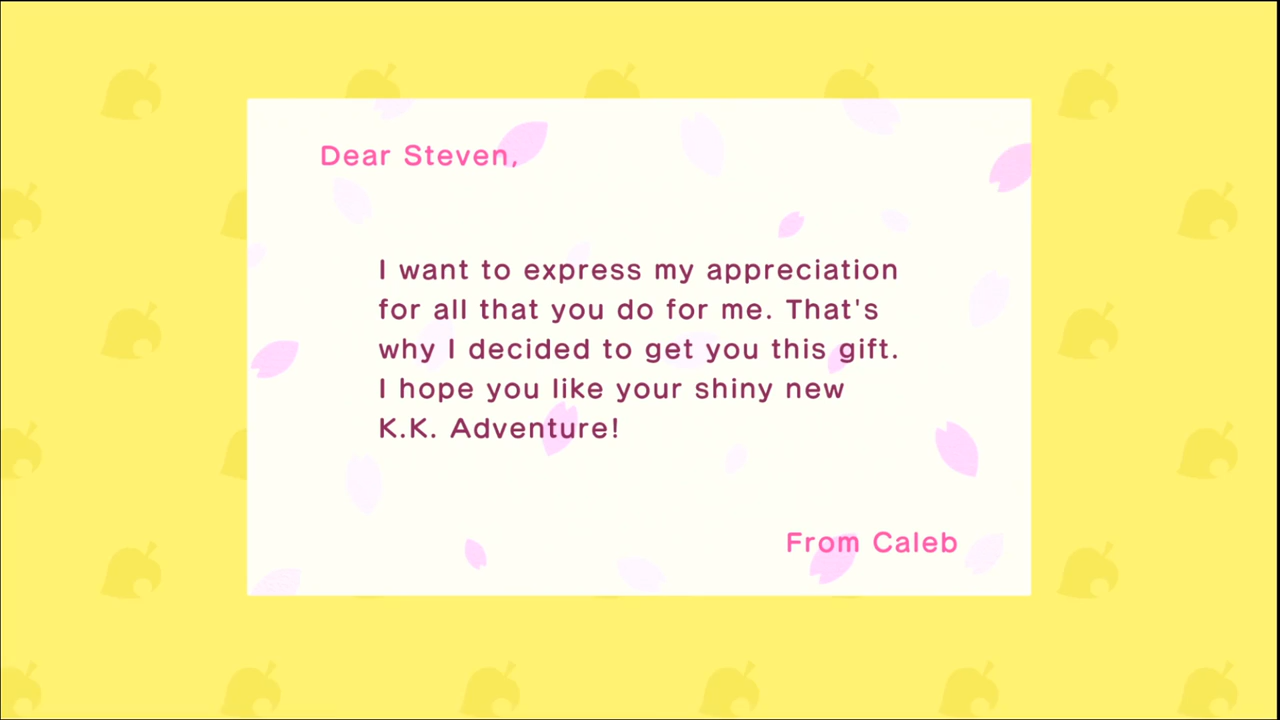 Dear Steven,
I want to express my appreciation
for all that you do for me. That's
why I decided to get you this gift.
I hope you like your shiny new
K.K. Adventure!
From Caleb